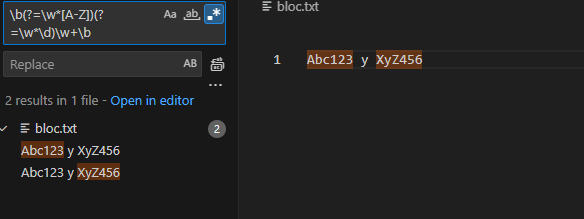 \b(?=\w*[A-Z])(?
=\w*\d)\w+\b
Aa ab .*
Replace
AB
...
2 results in 1 file - Open in editor
bloc.txt
2
Abc123 y XyZ456
Abc123 y XyZ456
bloc.txt
1 Abc123 y XyZ456